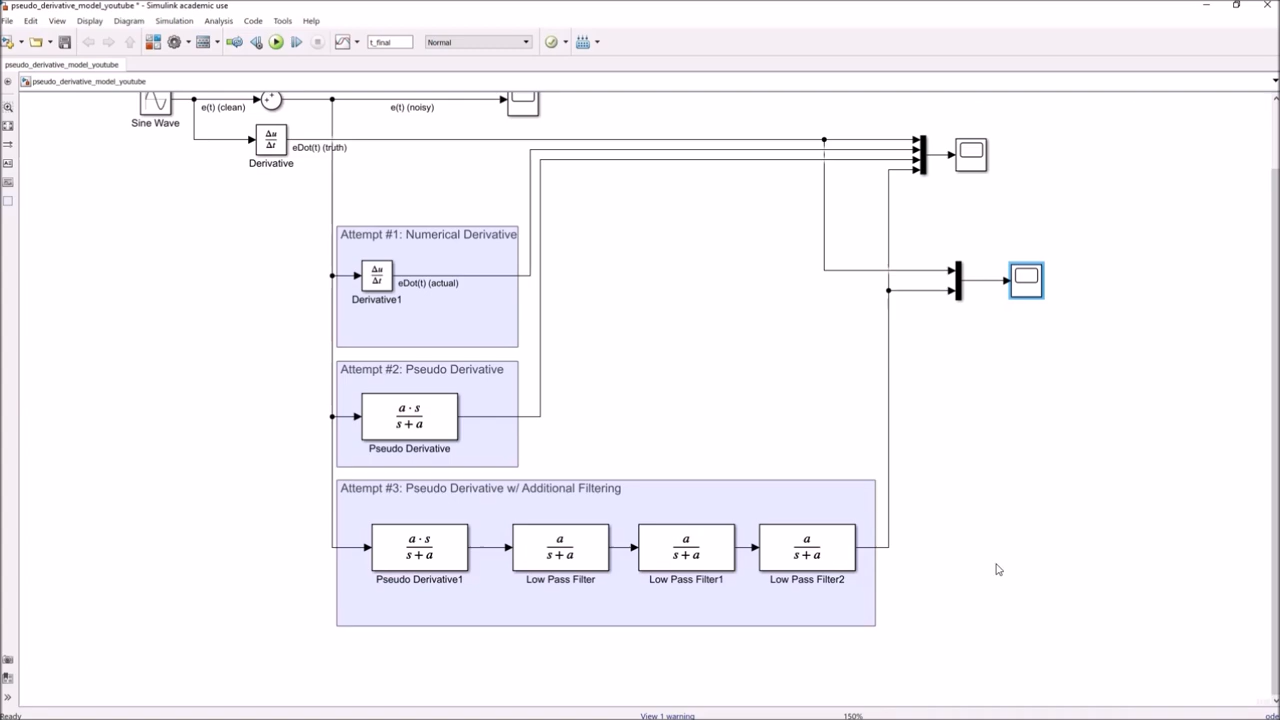 pseudo_derivative_model_youtube * - Simulink academic use
File Edit View Display Diagram Simulation Analysis Code Tools Help
t_final
Normal
pseudo_derivative_model_youtube
pseudo_derivative_model_youtube
e(t) (clean)
e(t) (noisy)
Sine Wave
Δu
Δt
eDot(t) (truth)
Derivative
Attempt #1: Numerical Derivative
Δu
Δt
eDot(t) (actual)
Derivative1
Attempt #2: Pseudo Derivative
a · s
s + a
Pseudo Derivative
Attempt #3: Pseudo Derivative w/ Additional Filtering
a · s
s + a
Pseudo Derivative1
a
s + a
Low Pass Filter
a
s + a
Low Pass Filter1
a
s + a
Low Pass Filter2
Ready
View 1 warning
150%